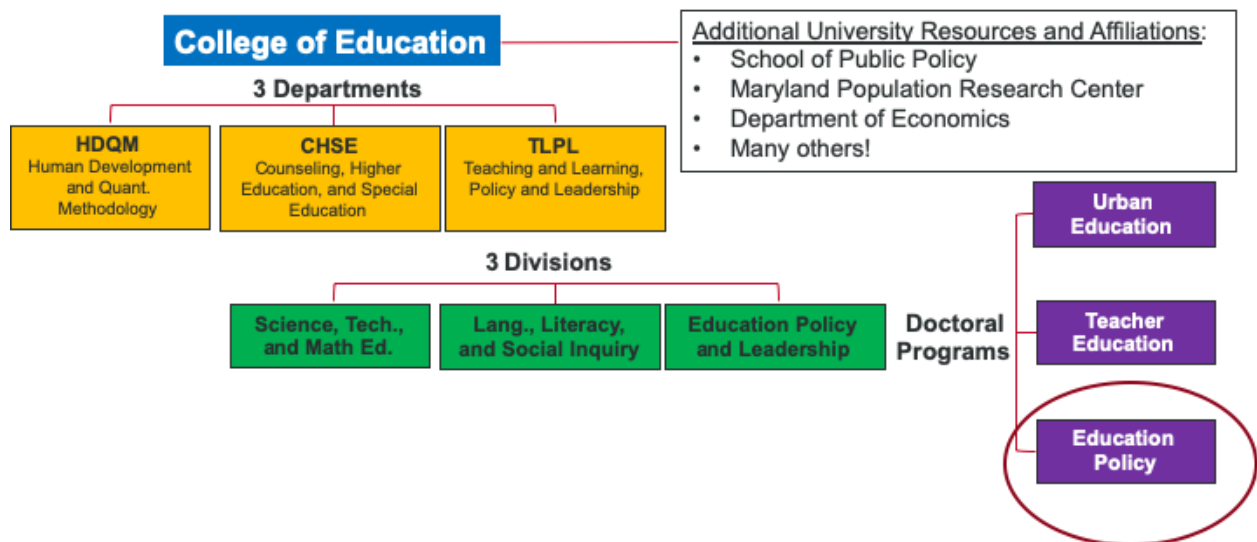 College of Education
Additional University Resources and Affiliations:
• School of Public Policy
• Maryland Population Research Center
• Department of Economics
• Many others!
3 Departments
HDQM
Human Development
and Quant.
Methodology
CHSE
Counseling, Higher
Education, and Special
Education
TLPL
Teaching and Learning,
Policy and Leadership
3 Divisions
Science, Tech.,
and Math Ed.
Lang., Literacy,
and Social Inquiry
Education Policy
and Leadership
Doctoral
Programs
Urban
Education
Teacher
Education
Education
Policy